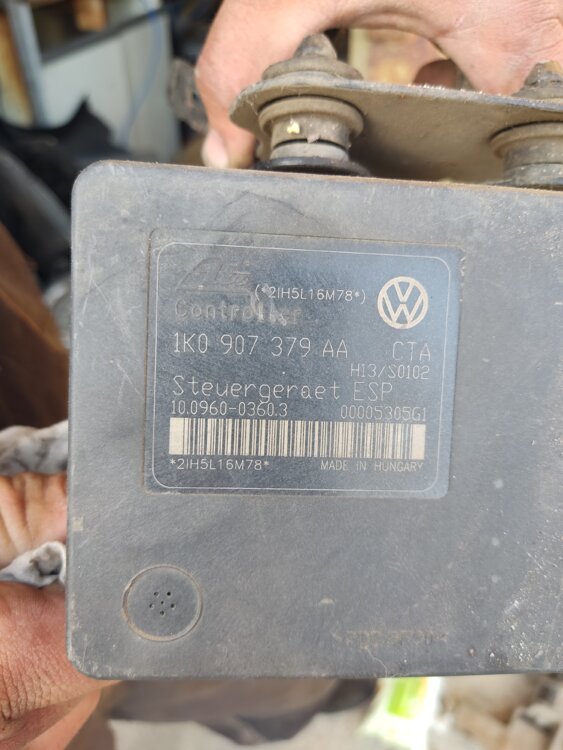 ATE (*2IH5L16M78*)
Controller
1K0 907 379 AA CTA
H13/S0102
Steuergeraet ESP
10.0960-0360.3 00005305G1
*2IH5L16M78* MADE IN HUNGARY